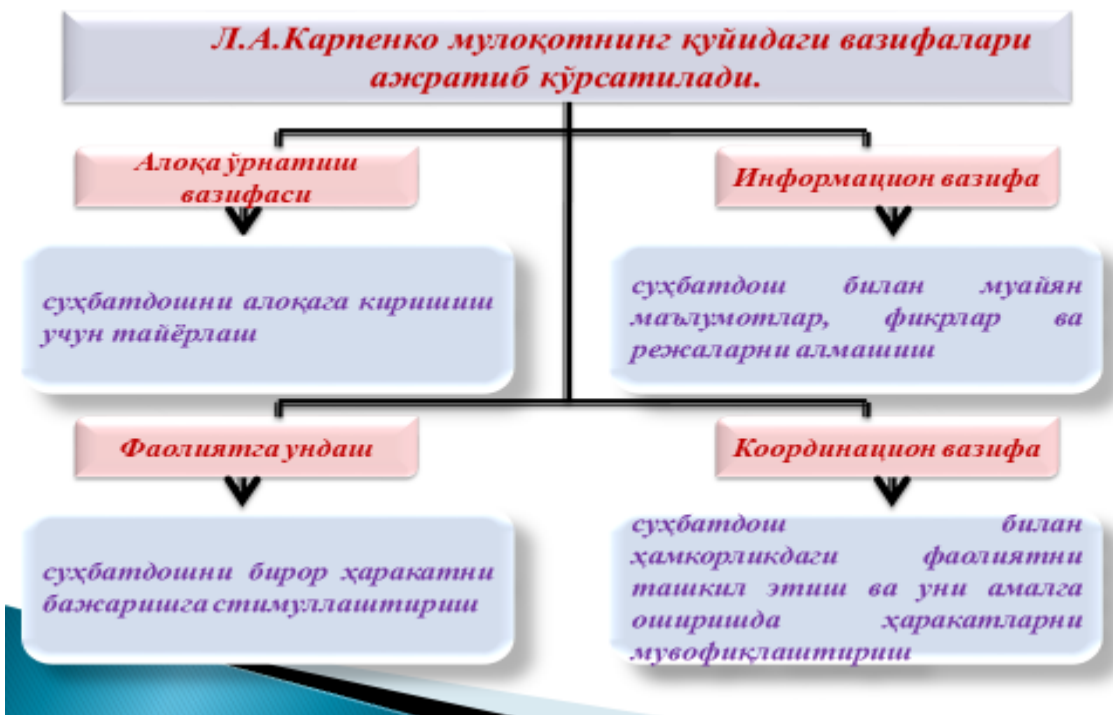 Л.А.Карпенко мулоқотнинг қуйидаги вазифалари
ажратиб кўрсатилади.
Алоқа ўрнатиш
вазифаси
Информацион вазифа
суҳбатдошни алоқага киришиш
учун тайёрлаш
суҳбатдош билан муайян
маълумотлар, фикрлар ва
режаларни алмашиш
Фаолиятга ундаш
Координацион вазифа
суҳбатдошни бирор ҳаракатни
бажаришга стимуллаштириш
суҳбатдош билан
ҳамкорликдаги фаолиятни
ташкил этиш ва уни амалга
оширишда ҳаракатларни
мувофиқлаштириш